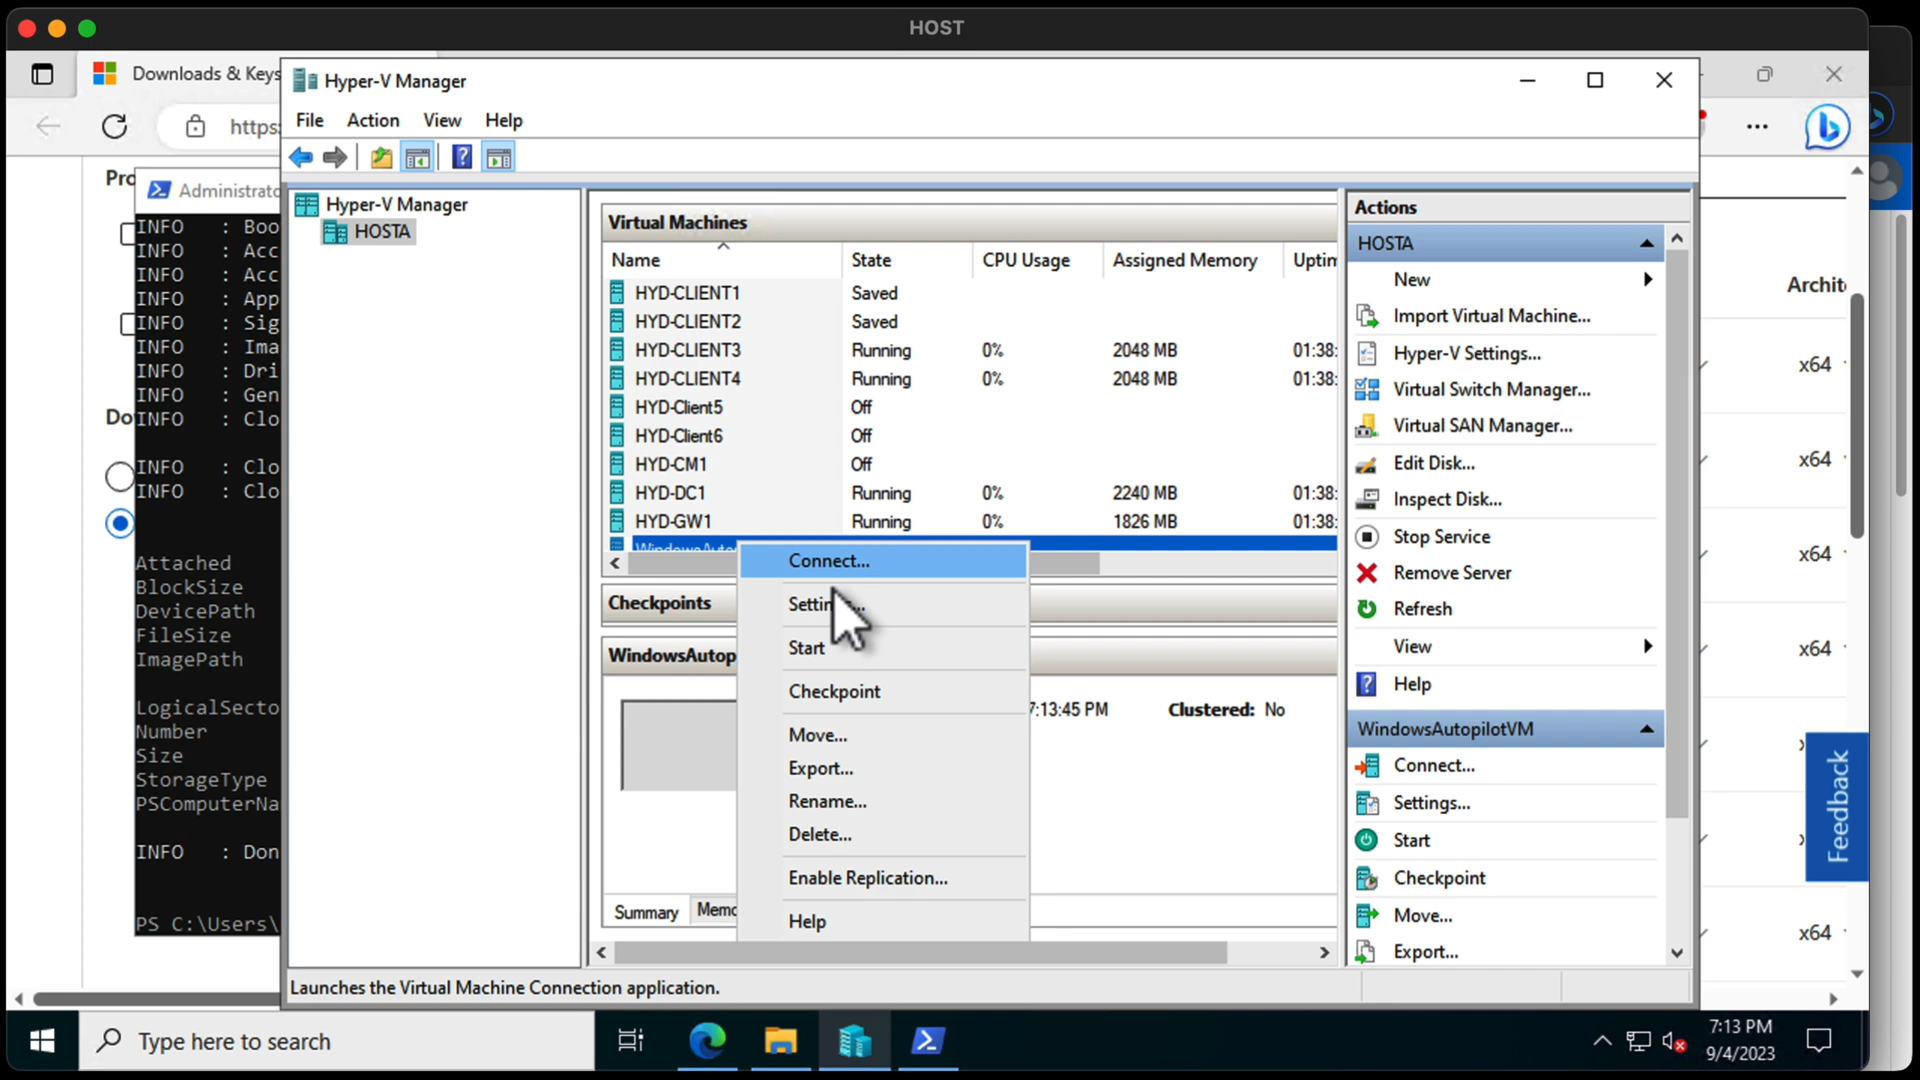 HOST
Downloads & Keys
https:
Pro
Do
Archite
x64
x64
x64
x64
x64
x64
Feedback
Administrato
INFO : Boo
INFO : Acc
INFO : Acc
INFO : App
INFO : Sig
INFO : Ima
INFO : Dri
INFO : Gen
INFO : Clo
INFO : Clo
INFO : Clo
Attached
BlockSize
DevicePath
FileSize
ImagePath
LogicalSecto
Number
Size
StorageType
PSComputerNa
INFO : Don
PS C:\Users\
Hyper-V Manager
File Action View Help
Hyper-V Manager
HOSTA
Virtual Machines
Name State CPU Usage Assigned Memory Uptim
HYD-CLIENT1 Saved
HYD-CLIENT2 Saved
HYD-CLIENT3 Running 0% 2048 MB 01:38:
HYD-CLIENT4 Running 0% 2048 MB 01:38:
HYD-Client5 Off
HYD-Client6 Off
HYD-CM1 Off
HYD-DC1 Running 0% 2240 MB 01:38:
HYD-GW1 Running 0% 1826 MB 01:38:
WindowsAuto
Checkpoints
WindowsAutop
7:13:45 PM Clustered: No
Summary Memo
Connect...
Settin ...
Start
Checkpoint
Move...
Export...
Rename...
Delete...
Enable Replication...
Help
Actions
HOSTA
New
Import Virtual Machine...
Hyper-V Settings...
Virtual Switch Manager...
Virtual SAN Manager...
Edit Disk...
Inspect Disk...
Stop Service
Remove Server
Refresh
View
Help
WindowsAutopilotVM
Connect...
Settings...
Start
Checkpoint
Move...
Export...
Launches the Virtual Machine Connection application.
Type here to search
7:13 PM
9/4/2023